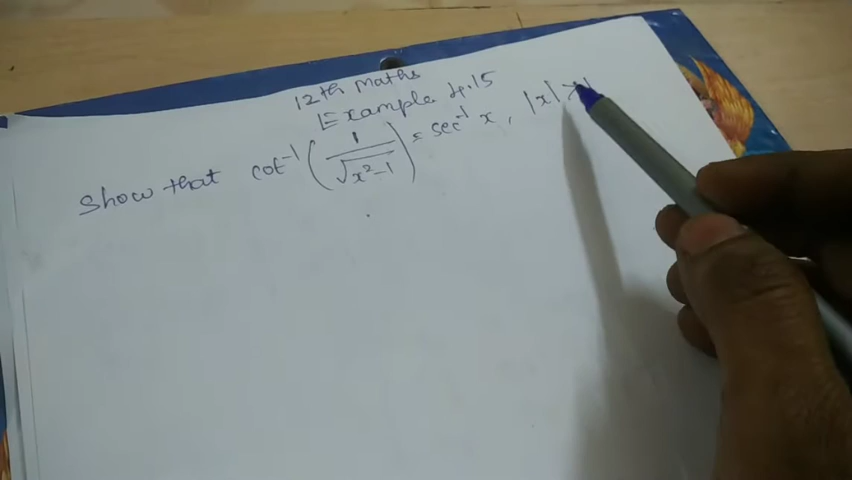 12th Maths
Example 4.15
Show that cot⁻¹(1/√(x²-1)) = sec⁻¹ x, |x| > 1